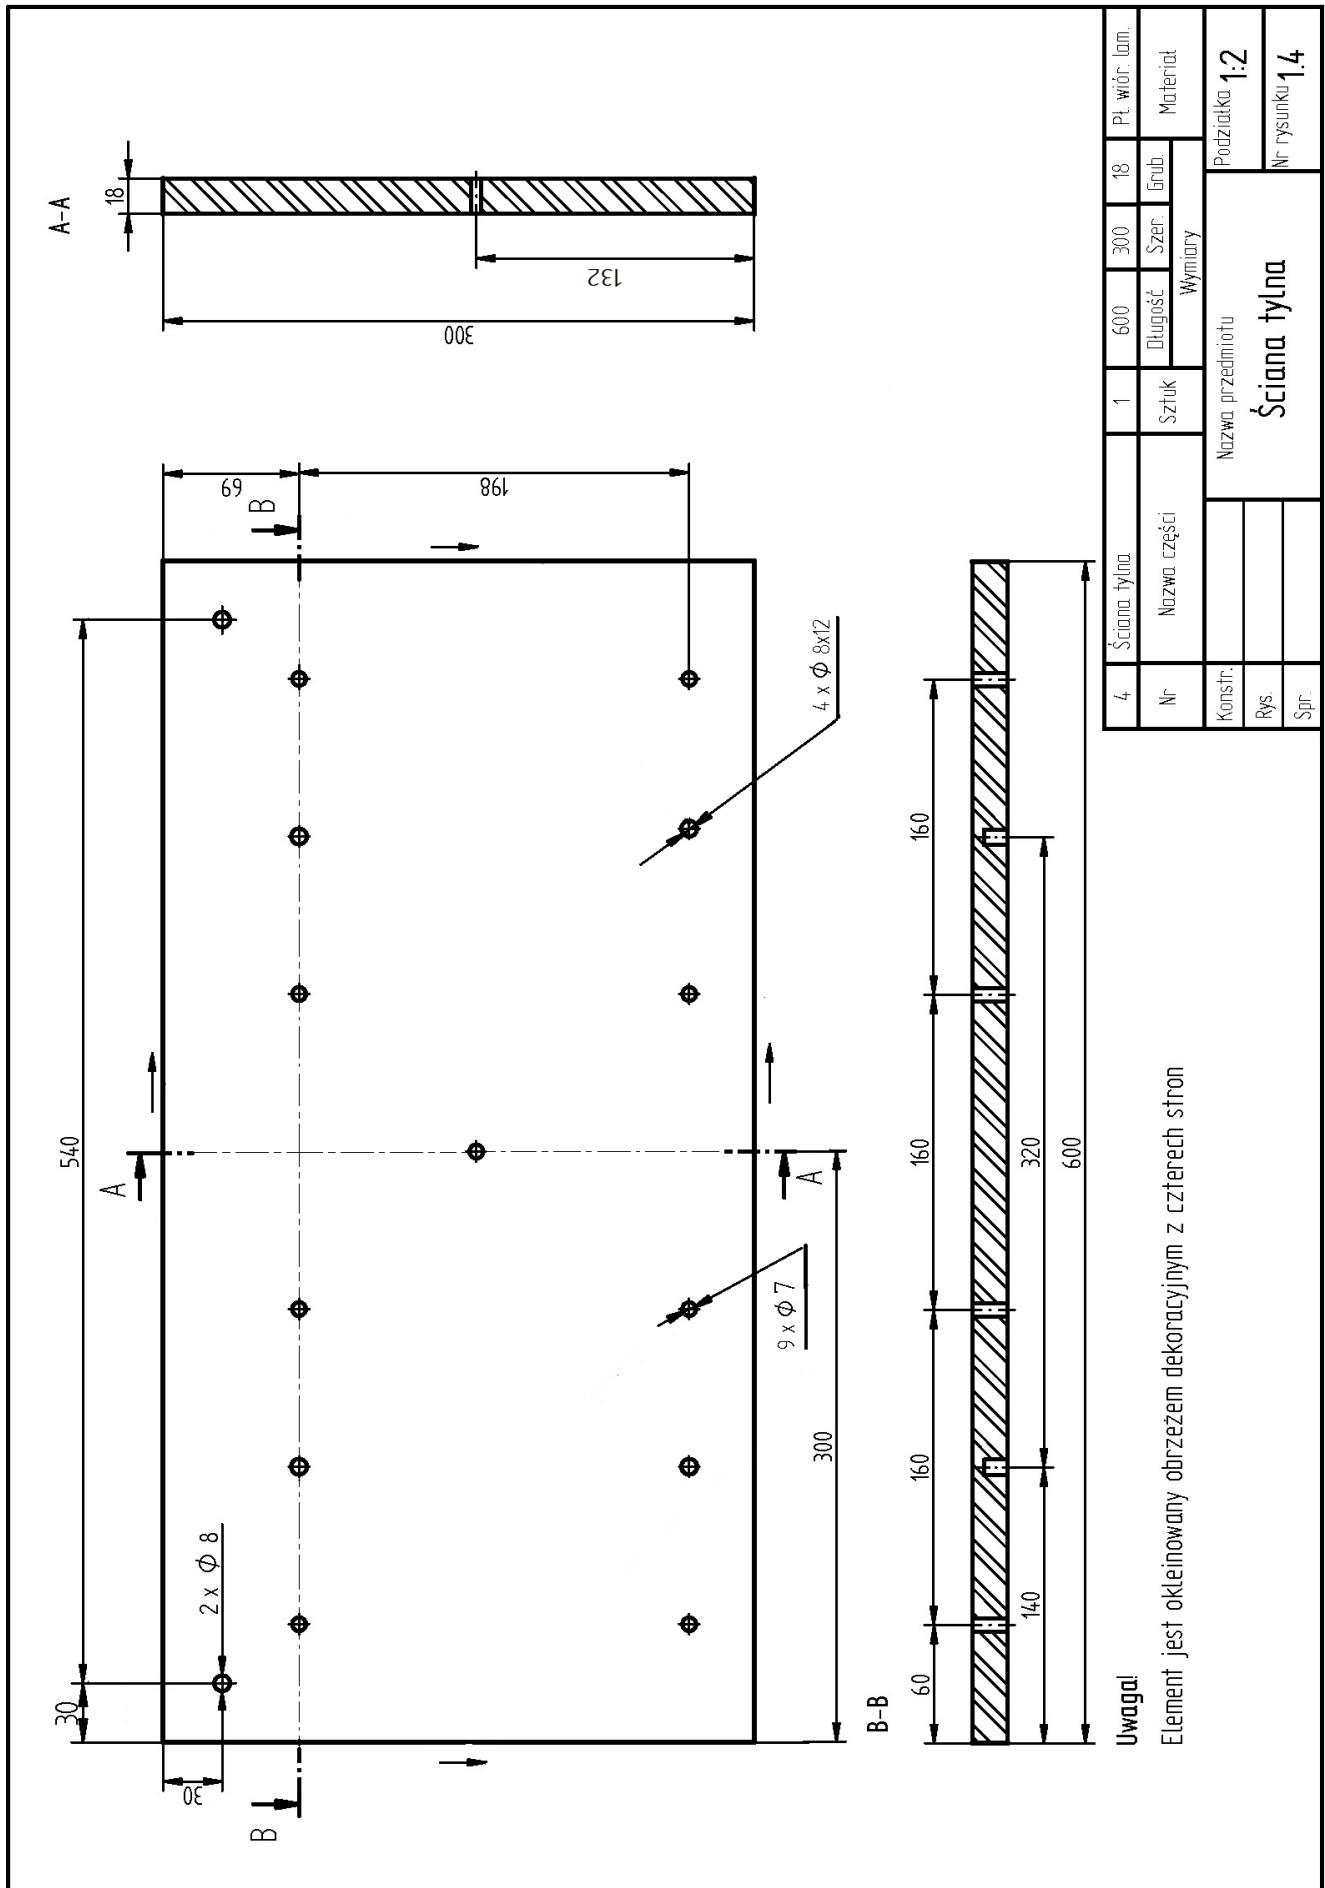 540
30
30
2 x Ø 8
B
B
A
A
69
198
300
9 x Ø 7
4 x Ø 8x12
A-A
18
132
300
B-B
60
160
160
160
160
140
320
600
Uwaga!
Element jest okleinowany obrzeżem dekoracyjnym z czterech stron
4 Ściana tylna 1 600 300 18 Pł. wiór. lam.
Nr Nazwa części Sztuk Długość Szer. Grub. Materiał
Wymiary
Konstr.
Rys.
Spr.
Nazwa przedmiotu
Ściana tylna
Podziałka 1:2
Nr rysunku 1.4